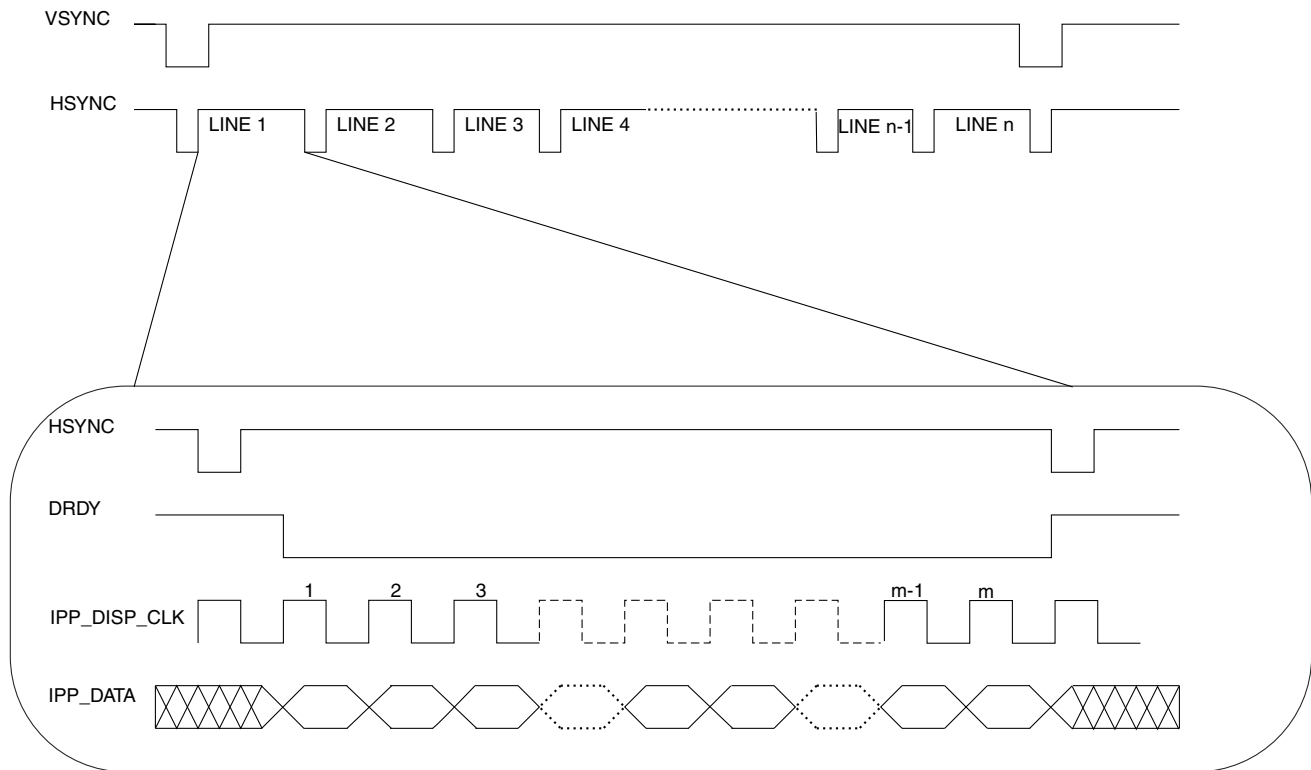 VSYNC
HSYNC
LINE 1 LINE 2 LINE 3 LINE 4 LINE n-1 LINE n
HSYNC
DRDY
1 2 3 m-1 m
IPP_DISP_CLK
IPP_DATA